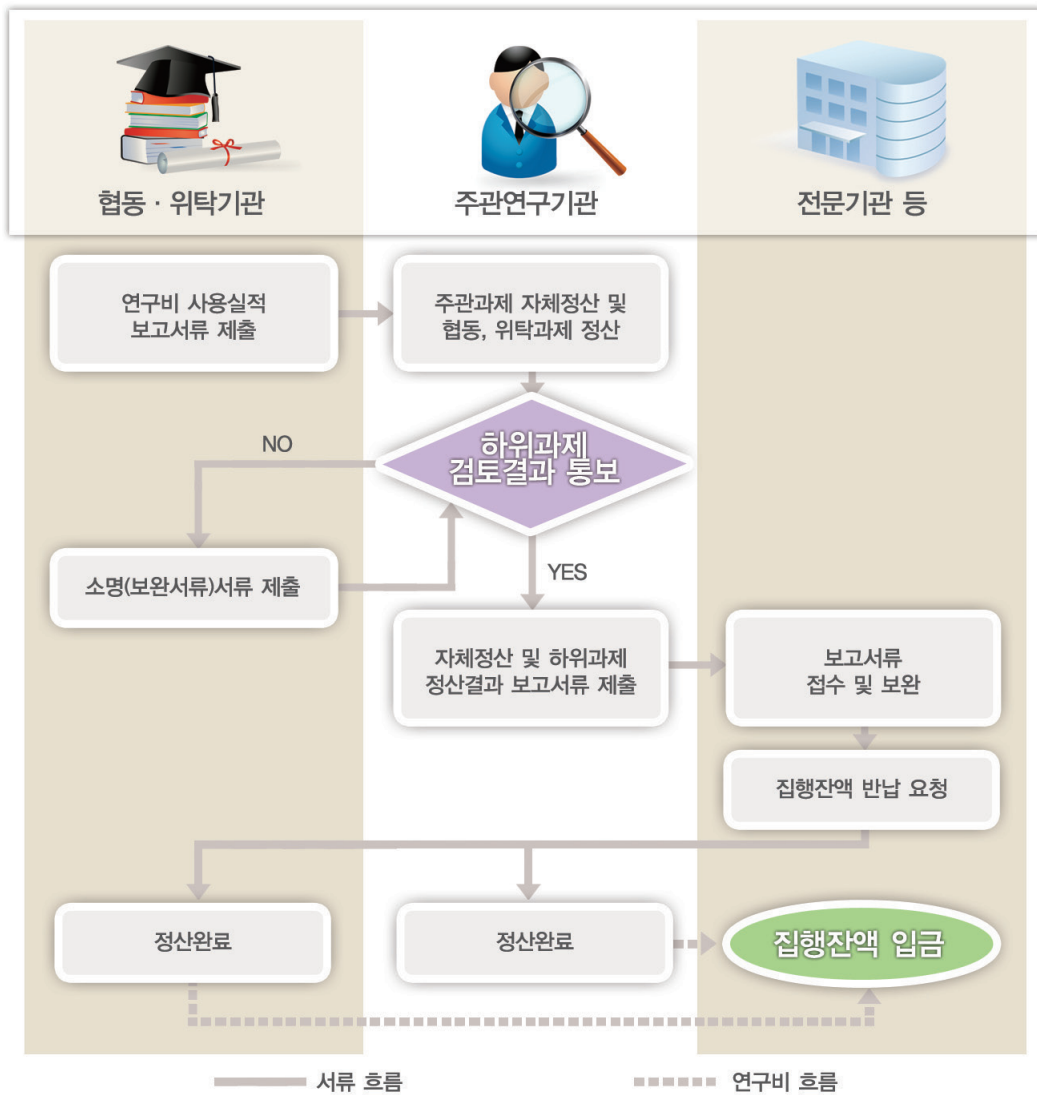 협동 · 위탁기관
주관연구기관
전문기관 등
연구비 사용실적
보고서류 제출
주관과제 자체정산 및
협동, 위탁과제 정산
하위과제
검토결과 통보
NO
소명(보완서류)서류 제출
YES
자체정산 및 하위과제
정산결과 보고서류 제출
보고서류
접수 및 보완
집행잔액 반납 요청
정산완료
정산완료
집행잔액 입금
서류 흐름
연구비 흐름